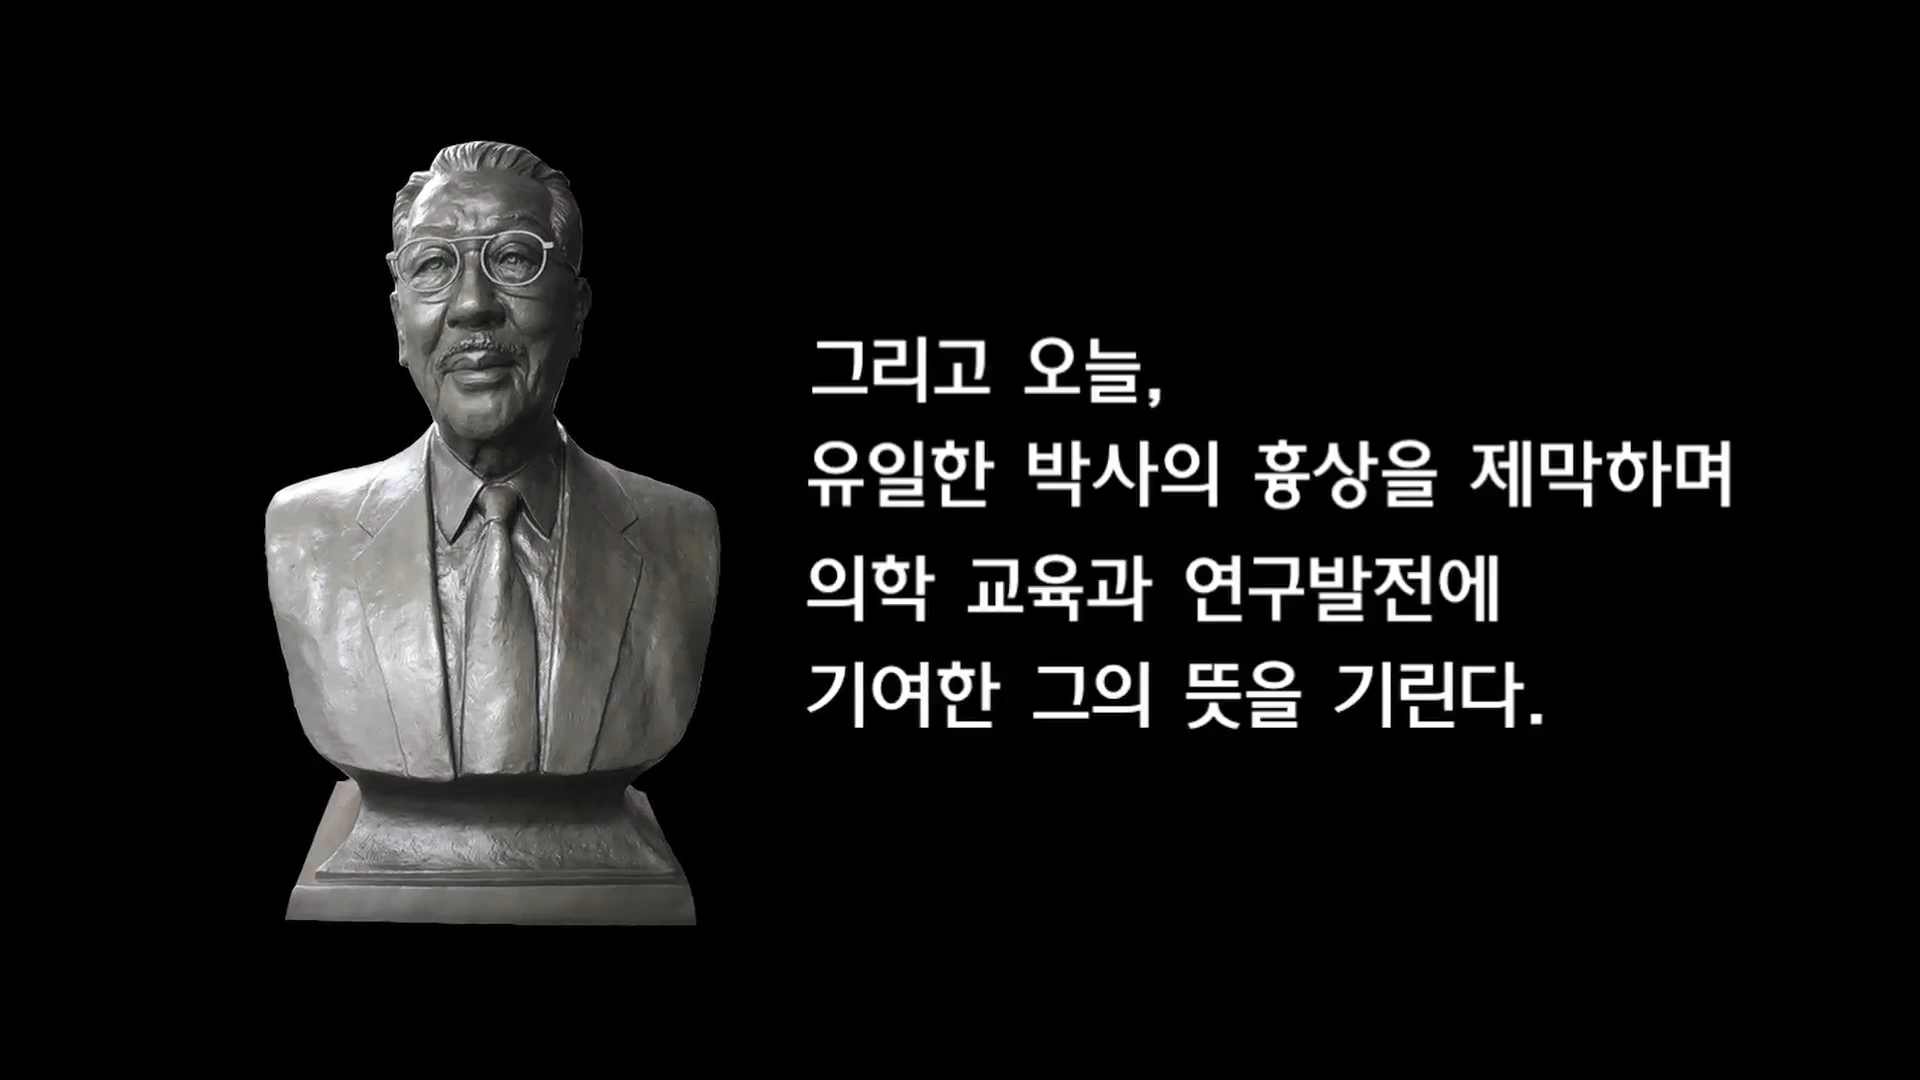 그리고 오늘,
유일한 박사의 흉상을 제막하며
의학 교육과 연구발전에
기여한 그의 뜻을 기린다.